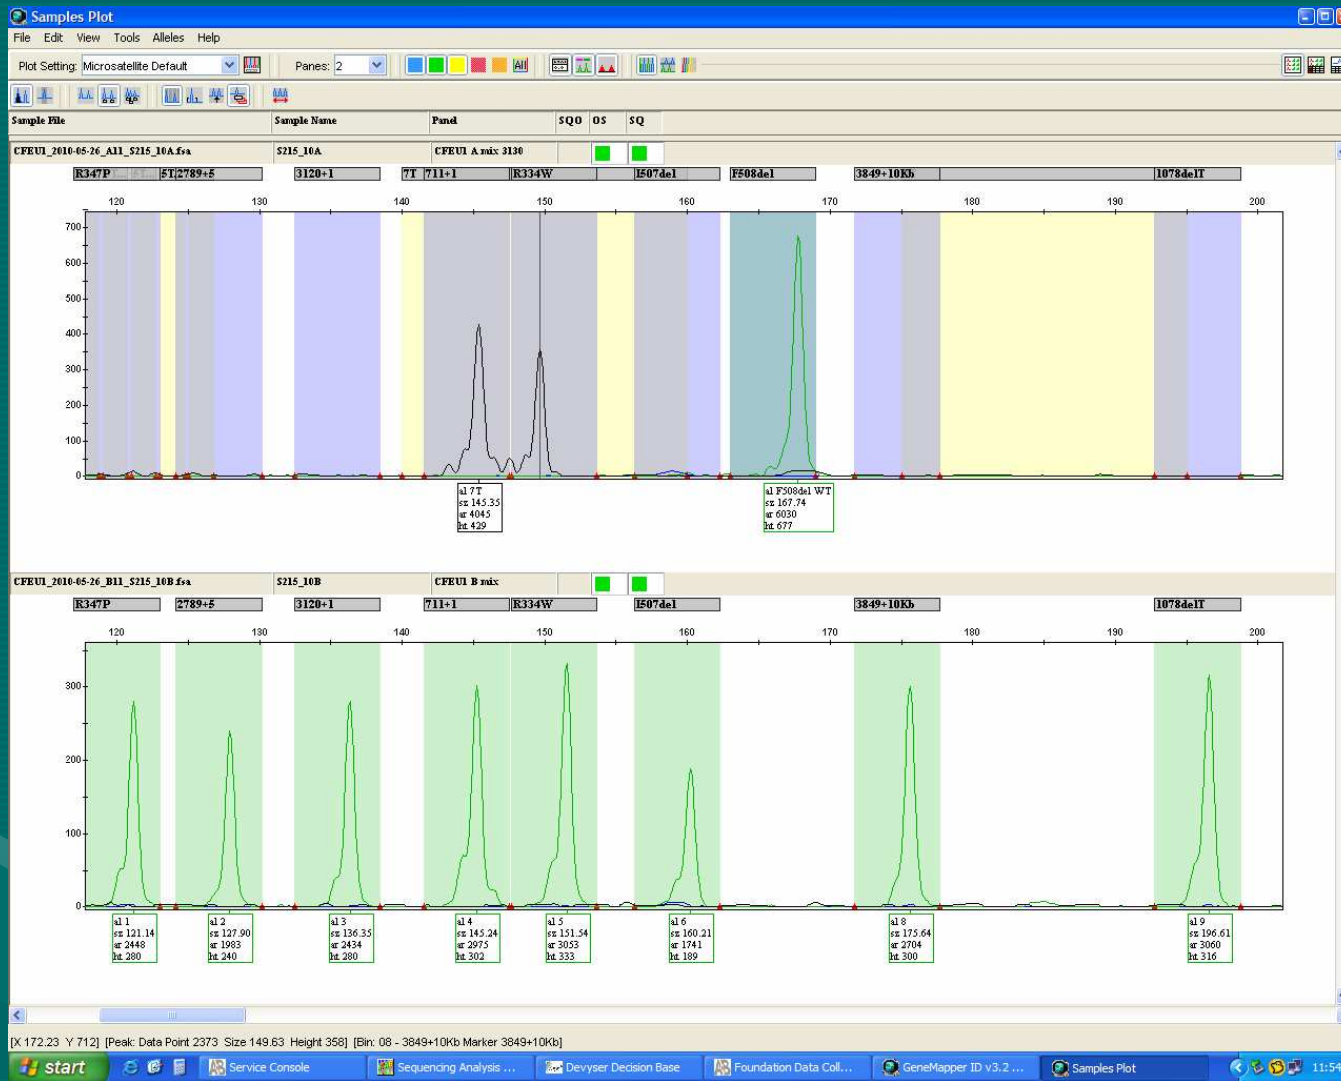 Samples Plot
File Edit View Tools Alleles Help
Plot Setting: Microsatellite Default Panes: 2 All
Sample File Sample Name Panel SQO OS SQ
CFEU1_2010-05-26_A11_S215_10A.fsa S215_10A CFEU1 A mix 3130
R347P 5T 2789+5 3120+1 7T 711+1 R334W I507del F508del 3849+10Kb 1078delT
120 130 140 150 160 170 180 190 200
700
600
500
400
300
200
100
0
al 7T
sz 145.35
ar 4045
ht 429
al F508del WT
sz 167.74
ar 6030
ht 677
CFEU1_2010-05-26_B11_S215_10B.fsa S215_10B CFEU1 B mix
R347P 2789+5 3120+1 711+1 R334W I507del 3849+10Kb 1078delT
120 130 140 150 160 170 180 190 200
300
200
100
0
al 1 al 2 al 3 al 4 al 5 al 6 al 8 al 9
sz 121.14 sz 127.90 sz 136.35 sz 145.24 sz 151.54 sz 160.21 sz 175.64 sz 196.61
ar 2448 ar 1983 ar 2434 ar 2975 ar 3053 ar 1741 ar 2704 ar 3060
ht 280 ht 240 ht 280 ht 302 ht 333 ht 189 ht 300 ht 316
[X 172.23 Y 712] [Peak: Data Point 2373 Size 149.63 Height 358] [Bin: 08 - 3849+10Kb Marker 3849+10Kb]
start Service Console Sequencing Analysis ... Devyser Decision Base Foundation Data Coll... GeneMapper ID v3.2 ... Samples Plot